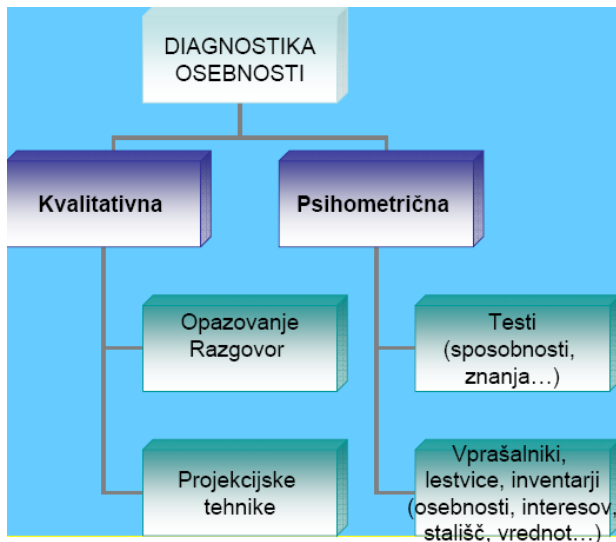 DIAGNOSTIKA
OSEBNOSTI
Kvalitativna
Psihometrična
Opazovanje
Razgovor
Testi
(sposobnosti,
znanja…)
Projekcijske
tehnike
Vprašalniki,
lestvice, inventarji
(osebnosti, interesov,
stališč, vrednot…)